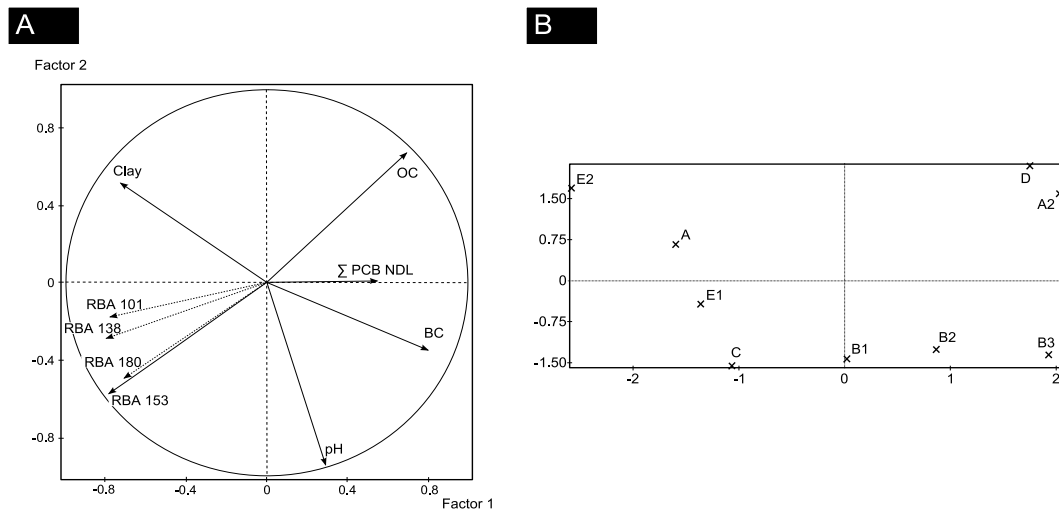 A
Factor 2
0.8
0.4
0
-0.4
-0.8
Clay
OC
∑ PCB NDL
BC
RBA 101
RBA 138
RBA 180
RBA 153
pH
-0.8
-0.4
0
0.4
0.8
Factor 1
B
1.50
0.75
0
-0.75
-1.50
E2
A
E1
C
B1
B2
B3
D
A2
-2
-1
0
1
2